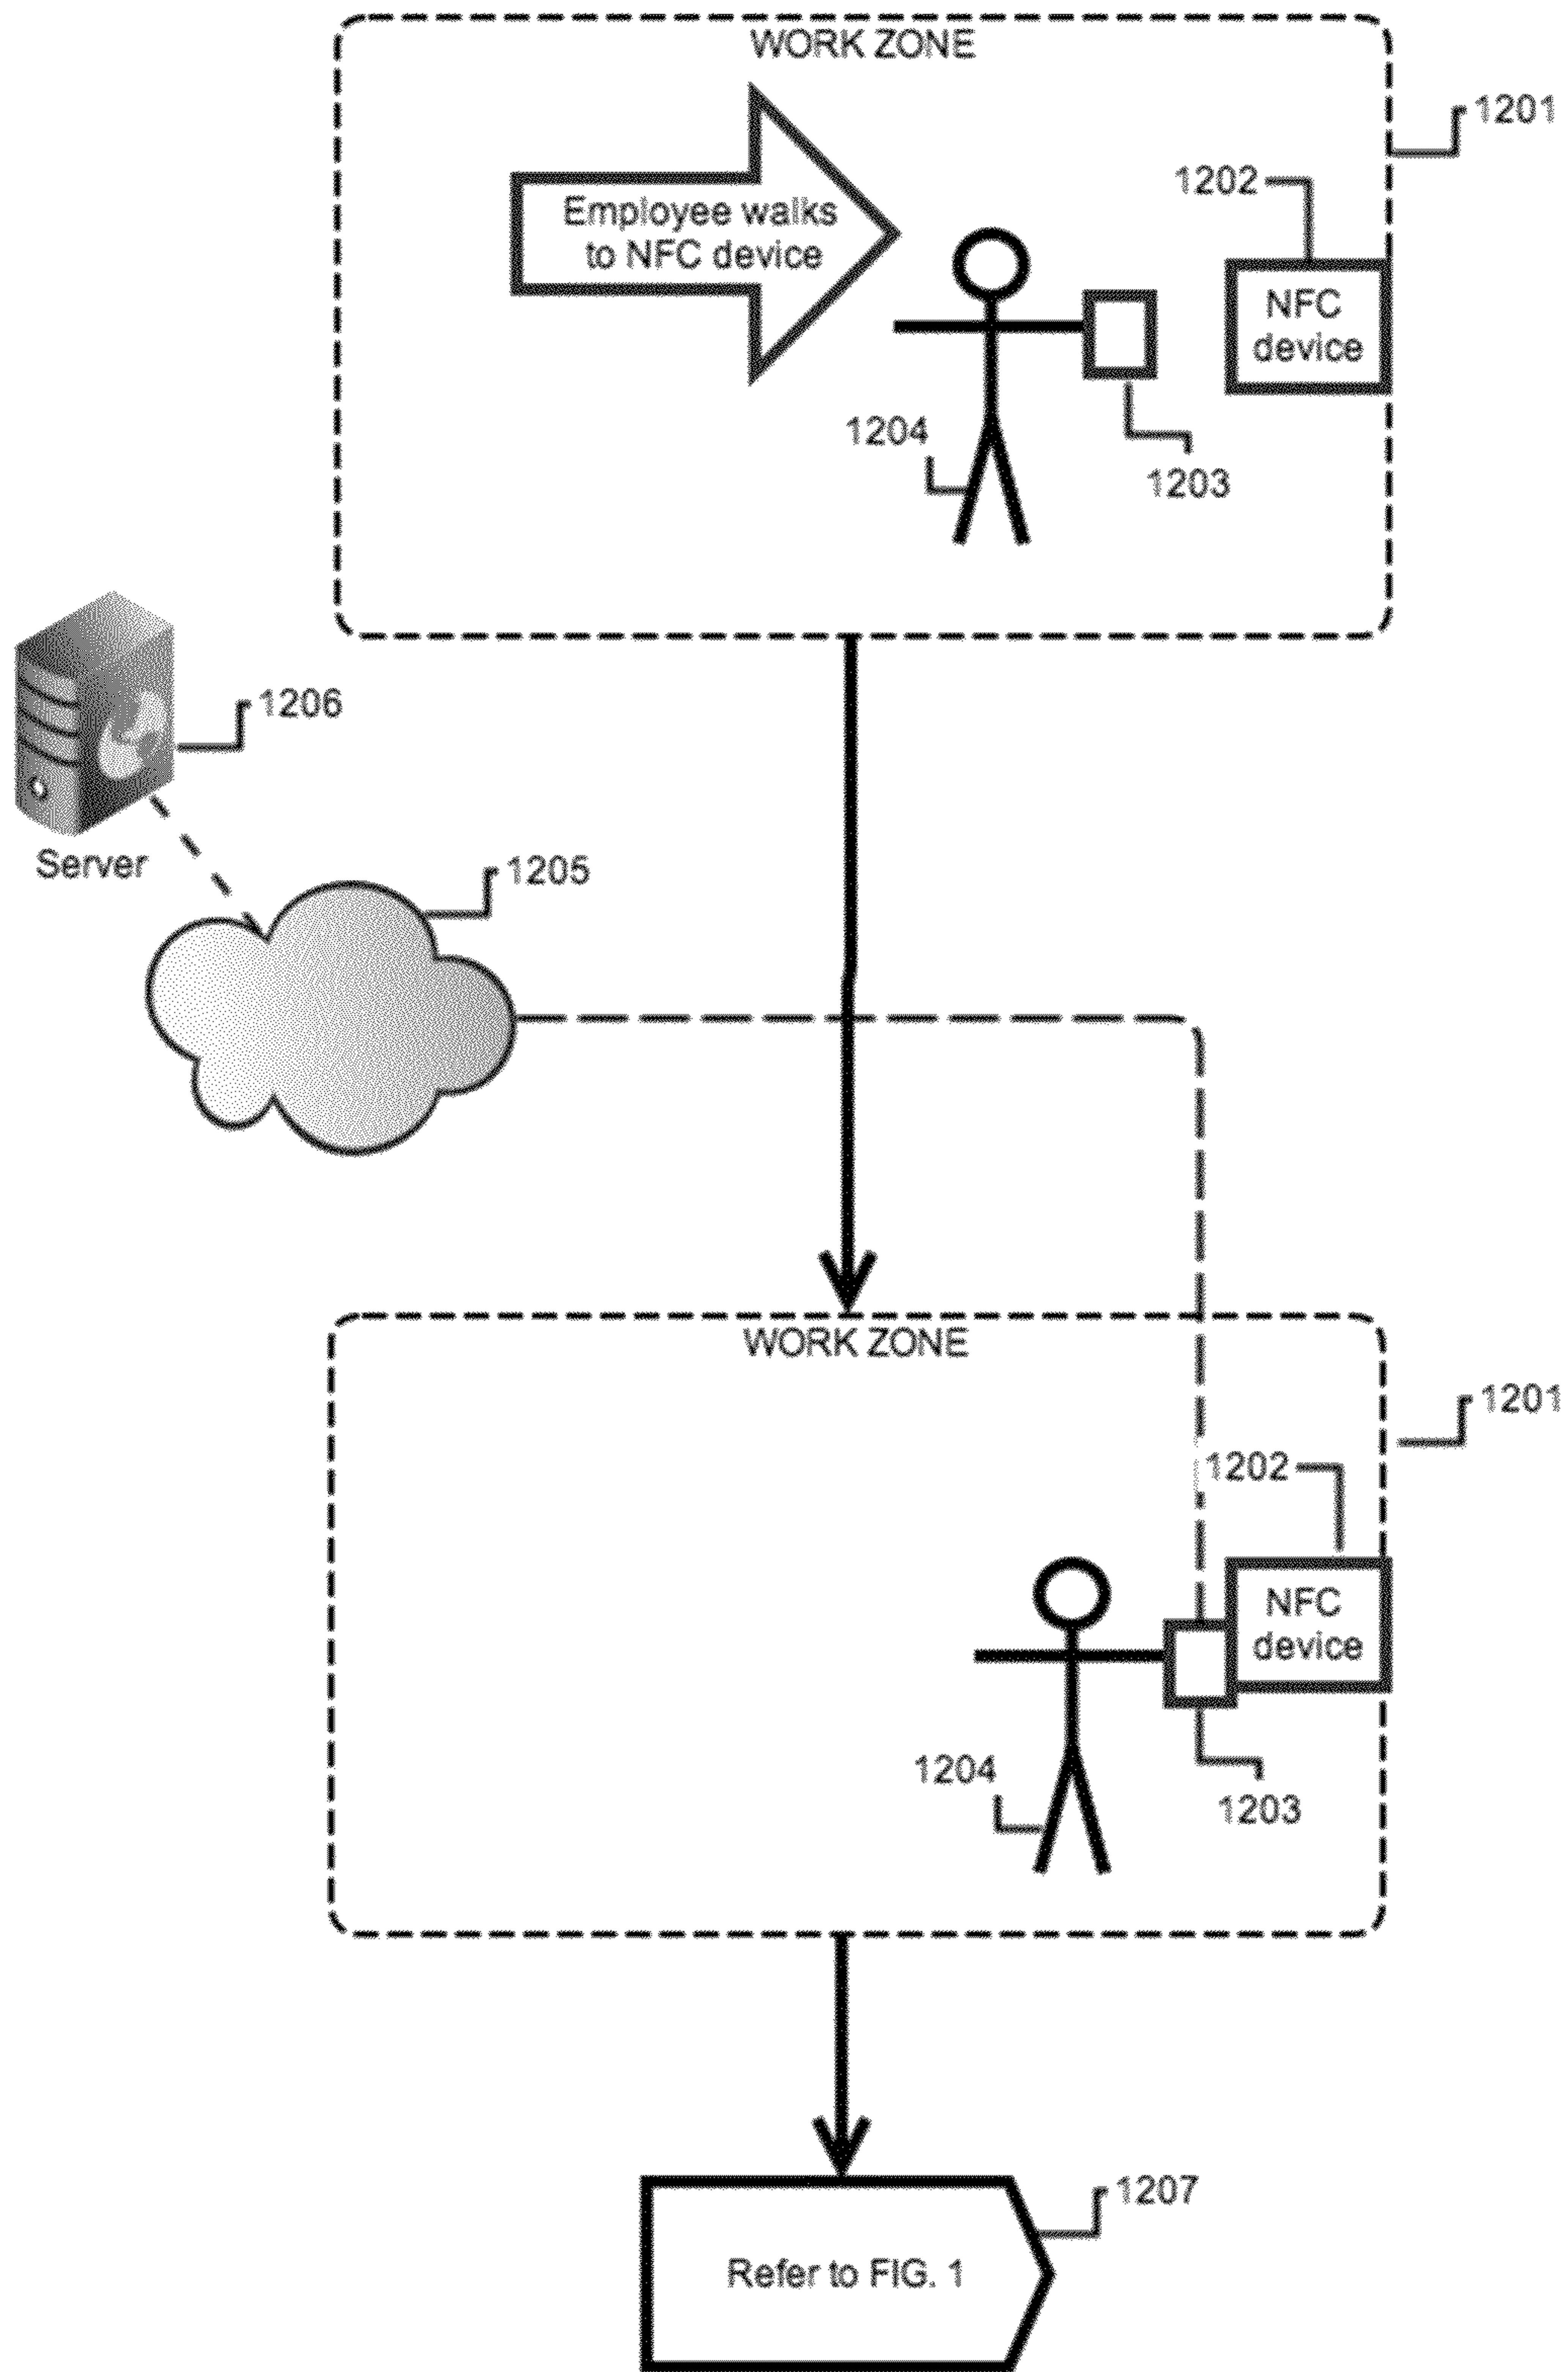 WORK ZONE
1201
1202
Employee walks
to NFC device
NFC
device
1204
1203
1206
Server
1205
WORK ZONE
1201
1202
NFC
device
1204
1203
1207
Refer to FIG. 1